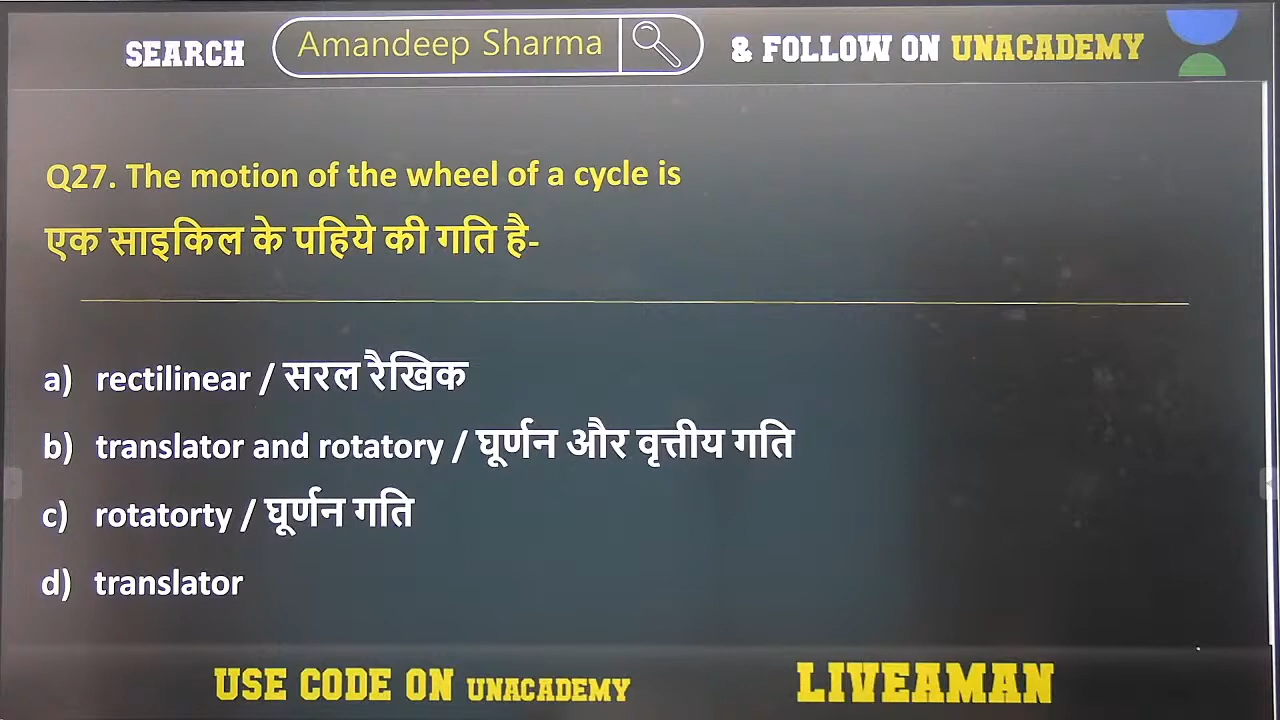 SEARCH Amandeep Sharma & FOLLOW ON UNACADEMY
Q27. The motion of the wheel of a cycle is
एक साइकिल के पहिये की गति है-
a) rectilinear / सरल रैखिक
b) translator and rotatory / घूर्णन और वृत्तीय गति
c) rotatorty / घूर्णन गति
d) translator
USE CODE ON UNACADEMY LIVEAMAN